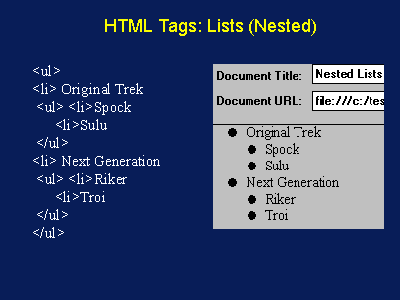 HTML Tags: Lists (Nested)
<ul>
<li> Original Trek
<ul> <li>Spock
<li>Sulu
</ul>
<li> Next Generation
<ul> <li>Riker
<li>Troi
</ul>
</ul>
Document Title: Nested Lists
Document URL: file:///c:/tes
Original Trek
Spock
Sulu
Next Generation
Riker
Troi